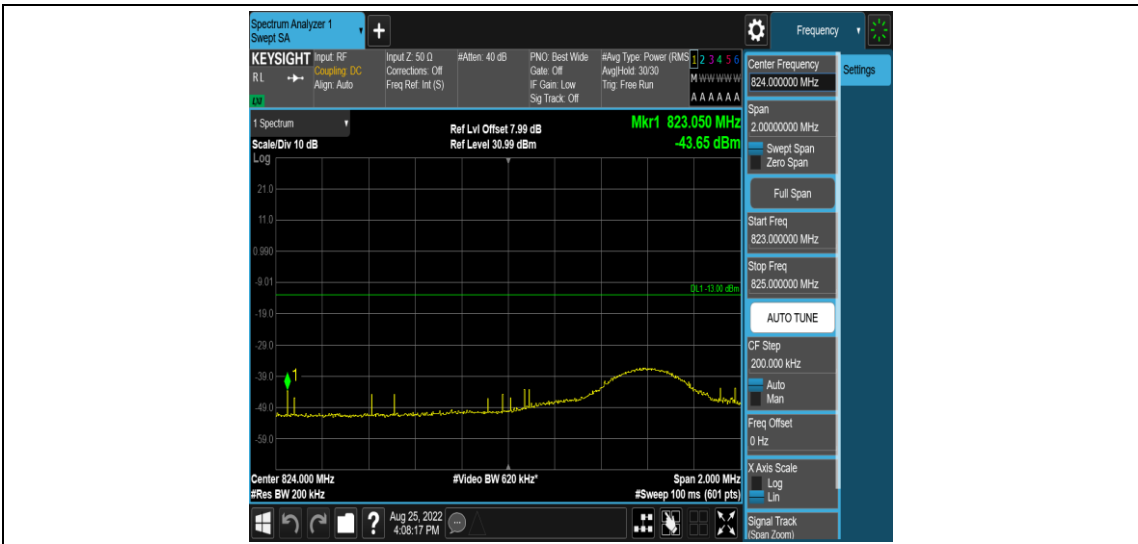 Spectrum Analyzer 1
Swept SA
+
Frequency
KEYSIGHT
RL
Input: RF
Coupling: DC
Align: Auto
Input Z: 50 Ω
Corrections: Off
Freq Ref: Int (S)
#Atten: 40 dB
PNO: Best Wide
Gate: Off
IF Gain: Low
Sig Track: Off
#Avg Type: Power (RMS
Avg|Hold: 30/30
Trig: Free Run
1 2 3 4 5 6
M W W W W W
A A A A A A
1 Spectrum
Scale/Div 10 dB
Log
Ref Lvl Offset 7.99 dB
Ref Level 30.99 dBm
Mkr1 823.050 MHz
-43.65 dBm
21.0
11.0
0.990
-9.01
DL1 -13.00 dBm
-19.0
-29.0
-39.0
1
-49.0
-59.0
Center 824.000 MHz
#Video BW 620 kHz*
Span 2.000 MHz
#Res BW 200 kHz
#Sweep 100 ms (601 pts)
Center Frequency
824.000000 MHz
Settings
Span
2.00000000 MHz
Swept Span
Zero Span
Full Span
Start Freq
823.000000 MHz
Stop Freq
825.000000 MHz
AUTO TUNE
CF Step
200.000 kHz
Auto
Man
Freq Offset
0 Hz
X Axis Scale
Log
Lin
Signal Track
(Span Zoom)
?
Aug 25, 2022
4:08:17 PM